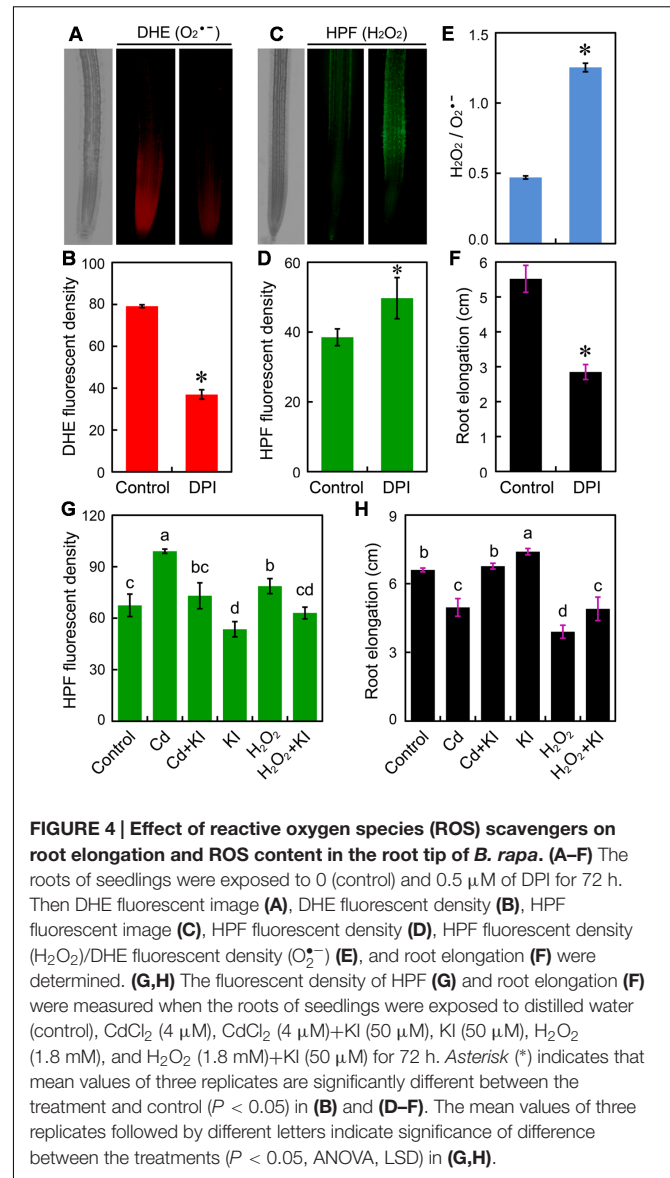 A DHE (O₂•⁻) C HPF (H₂O₂) E
H₂O₂ / O₂•⁻
1.5
1.0
0.5
0.0
*
B
DHE fluorescent density
100
80
60
40
20
0
*
Control DPI
D
HPF fluorescent density
60
40
20
0
*
Control DPI
F
Root elongation (cm)
6
5
4
3
2
1
0
*
Control DPI
G
HPF fluorescent density
120
90
60
30
0
c a bc d b cd
Control Cd Cd+KI KI H₂O₂ H₂O₂+KI
H
Root elongation (cm)
9
6
3
0
b c b a d c
Control Cd Cd+KI KI H₂O₂ H₂O₂+KI
FIGURE 4 | Effect of reactive oxygen species (ROS) scavengers on
root elongation and ROS content in the root tip of B. rapa. (A–F) The
roots of seedlings were exposed to 0 (control) and 0.5 μM of DPI for 72 h.
Then DHE fluorescent image (A), DHE fluorescent density (B), HPF
fluorescent image (C), HPF fluorescent density (D), HPF fluorescent density
(H₂O₂)/DHE fluorescent density (O₂•⁻) (E), and root elongation (F) were
determined. (G,H) The fluorescent density of HPF (G) and root elongation (F)
were measured when the roots of seedlings were exposed to distilled water
(control), CdCl₂ (4 μM), CdCl₂ (4 μM)+KI (50 μM), KI (50 μM), H₂O₂
(1.8 mM), and H₂O₂ (1.8 mM)+KI (50 μM) for 72 h. Asterisk (*) indicates that
mean values of three replicates are significantly different between the
treatment and control (P < 0.05) in (B) and (D–F). The mean values of three
replicates followed by different letters indicate significance of difference
between the treatments (P < 0.05, ANOVA, LSD) in (G,H).